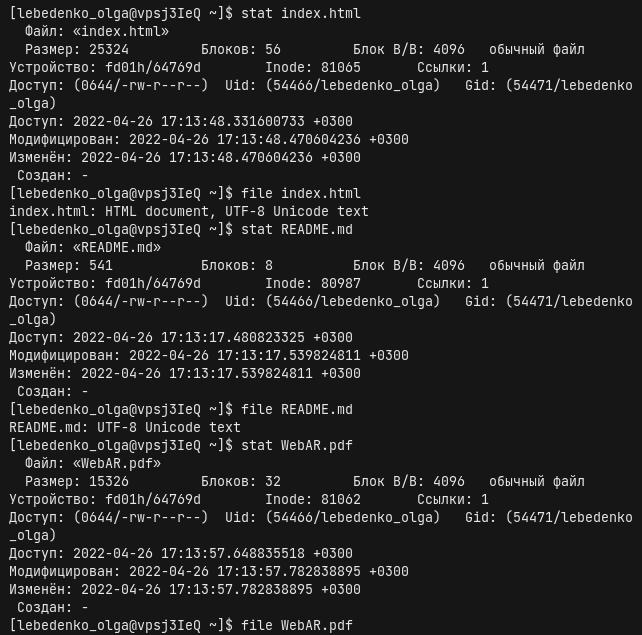 [lebedenko_olga@vpsj3IeQ ~]$ stat index.html
  Файл: «index.html»
  Размер: 25324         Блоков: 56         Блок В/В: 4096   обычный файл
Устройство: fd01h/64769d        Inode: 81065       Ссылки: 1
Доступ: (0644/-rw-r--r--)  Uid: (54466/lebedenko_olga)   Gid: (54471/lebedenko
_olga)
Доступ: 2022-04-26 17:13:48.331600733 +0300
Модифицирован: 2022-04-26 17:13:48.470604236 +0300
Изменён: 2022-04-26 17:13:48.470604236 +0300
 Создан: -
[lebedenko_olga@vpsj3IeQ ~]$ file index.html
index.html: HTML document, UTF-8 Unicode text
[lebedenko_olga@vpsj3IeQ ~]$ stat README.md
  Файл: «README.md»
  Размер: 541           Блоков: 8          Блок В/В: 4096   обычный файл
Устройство: fd01h/64769d        Inode: 80987       Ссылки: 1
Доступ: (0644/-rw-r--r--)  Uid: (54466/lebedenko_olga)   Gid: (54471/lebedenko
_olga)
Доступ: 2022-04-26 17:13:17.480823325 +0300
Модифицирован: 2022-04-26 17:13:17.539824811 +0300
Изменён: 2022-04-26 17:13:17.539824811 +0300
 Создан: -
[lebedenko_olga@vpsj3IeQ ~]$ file README.md
README.md: UTF-8 Unicode text
[lebedenko_olga@vpsj3IeQ ~]$ stat WebAR.pdf
  Файл: «WebAR.pdf»
  Размер: 15326         Блоков: 32         Блок В/В: 4096   обычный файл
Устройство: fd01h/64769d        Inode: 81062       Ссылки: 1
Доступ: (0644/-rw-r--r--)  Uid: (54466/lebedenko_olga)   Gid: (54471/lebedenko
_olga)
Доступ: 2022-04-26 17:13:57.648835518 +0300
Модифицирован: 2022-04-26 17:13:57.782838895 +0300
Изменён: 2022-04-26 17:13:57.782838895 +0300
 Создан: -
[lebedenko_olga@vpsj3IeQ ~]$ file WebAR.pdf